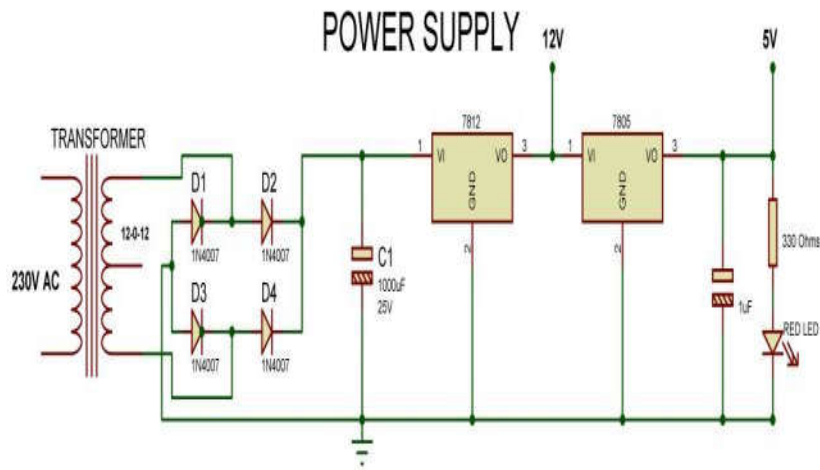 POWER SUPPLY
12V
5V
TRANSFORMER
7812
7805
1
VI
VO
3
1
VI
VO
3
GND
GND
2
2
D1
D2
1N4007
1N4007
12-0-12
230V AC
D3
D4
1N4007
1N4007
C1
1000uF
25V
330 Ohms
1uF
RED LED